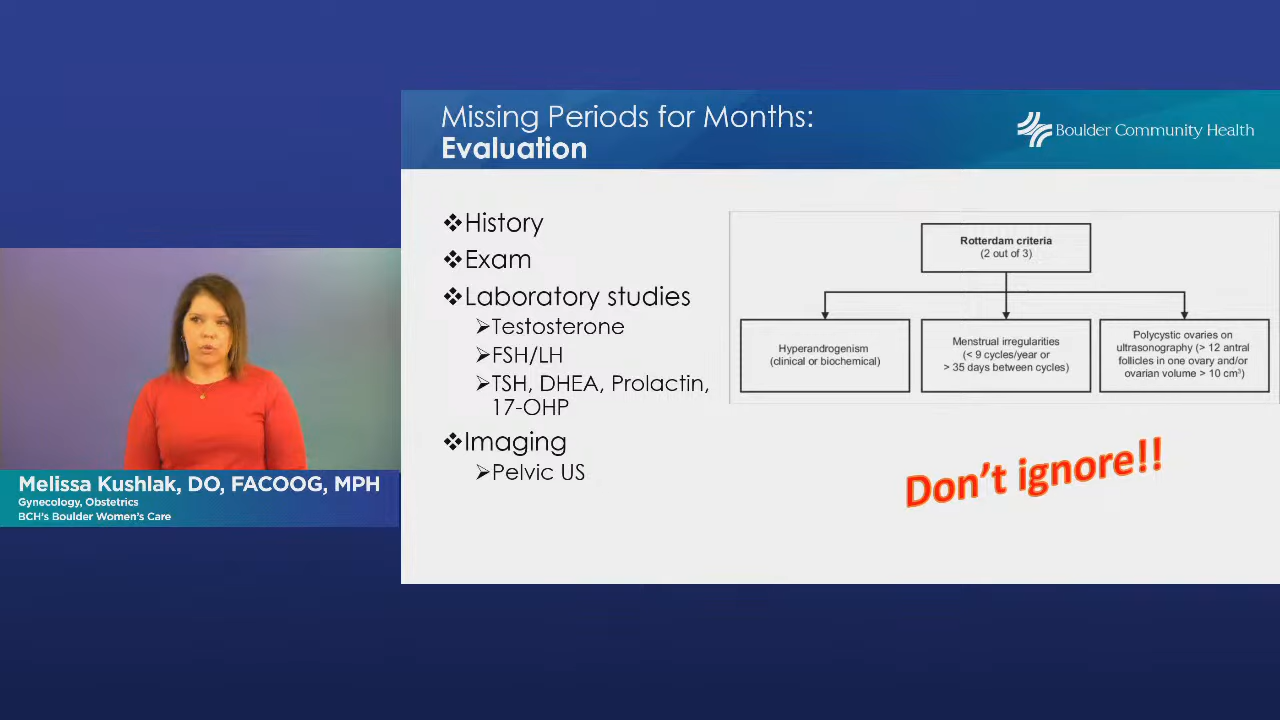 Missing Periods for Months:
Evaluation
Boulder Community Health
❖History
❖Exam
❖Laboratory studies
➢Testosterone
➢FSH/LH
➢TSH, DHEA, Prolactin,
17-OHP
❖Imaging
➢Pelvic US
Rotterdam criteria
(2 out of 3)
Hyperandrogenism
(clinical or biochemical)
Menstrual irregularities
(< 9 cycles/year or
> 35 days between cycles)
Polycystic ovaries on
ultrasonography (> 12 antral
follicles in one ovary and/or
ovarian volume > 10 cm³)
Don't ignore!!
Melissa Kushlak, DO, FACOOG, MPH
Gynecology, Obstetrics
BCH's Boulder Women's Care